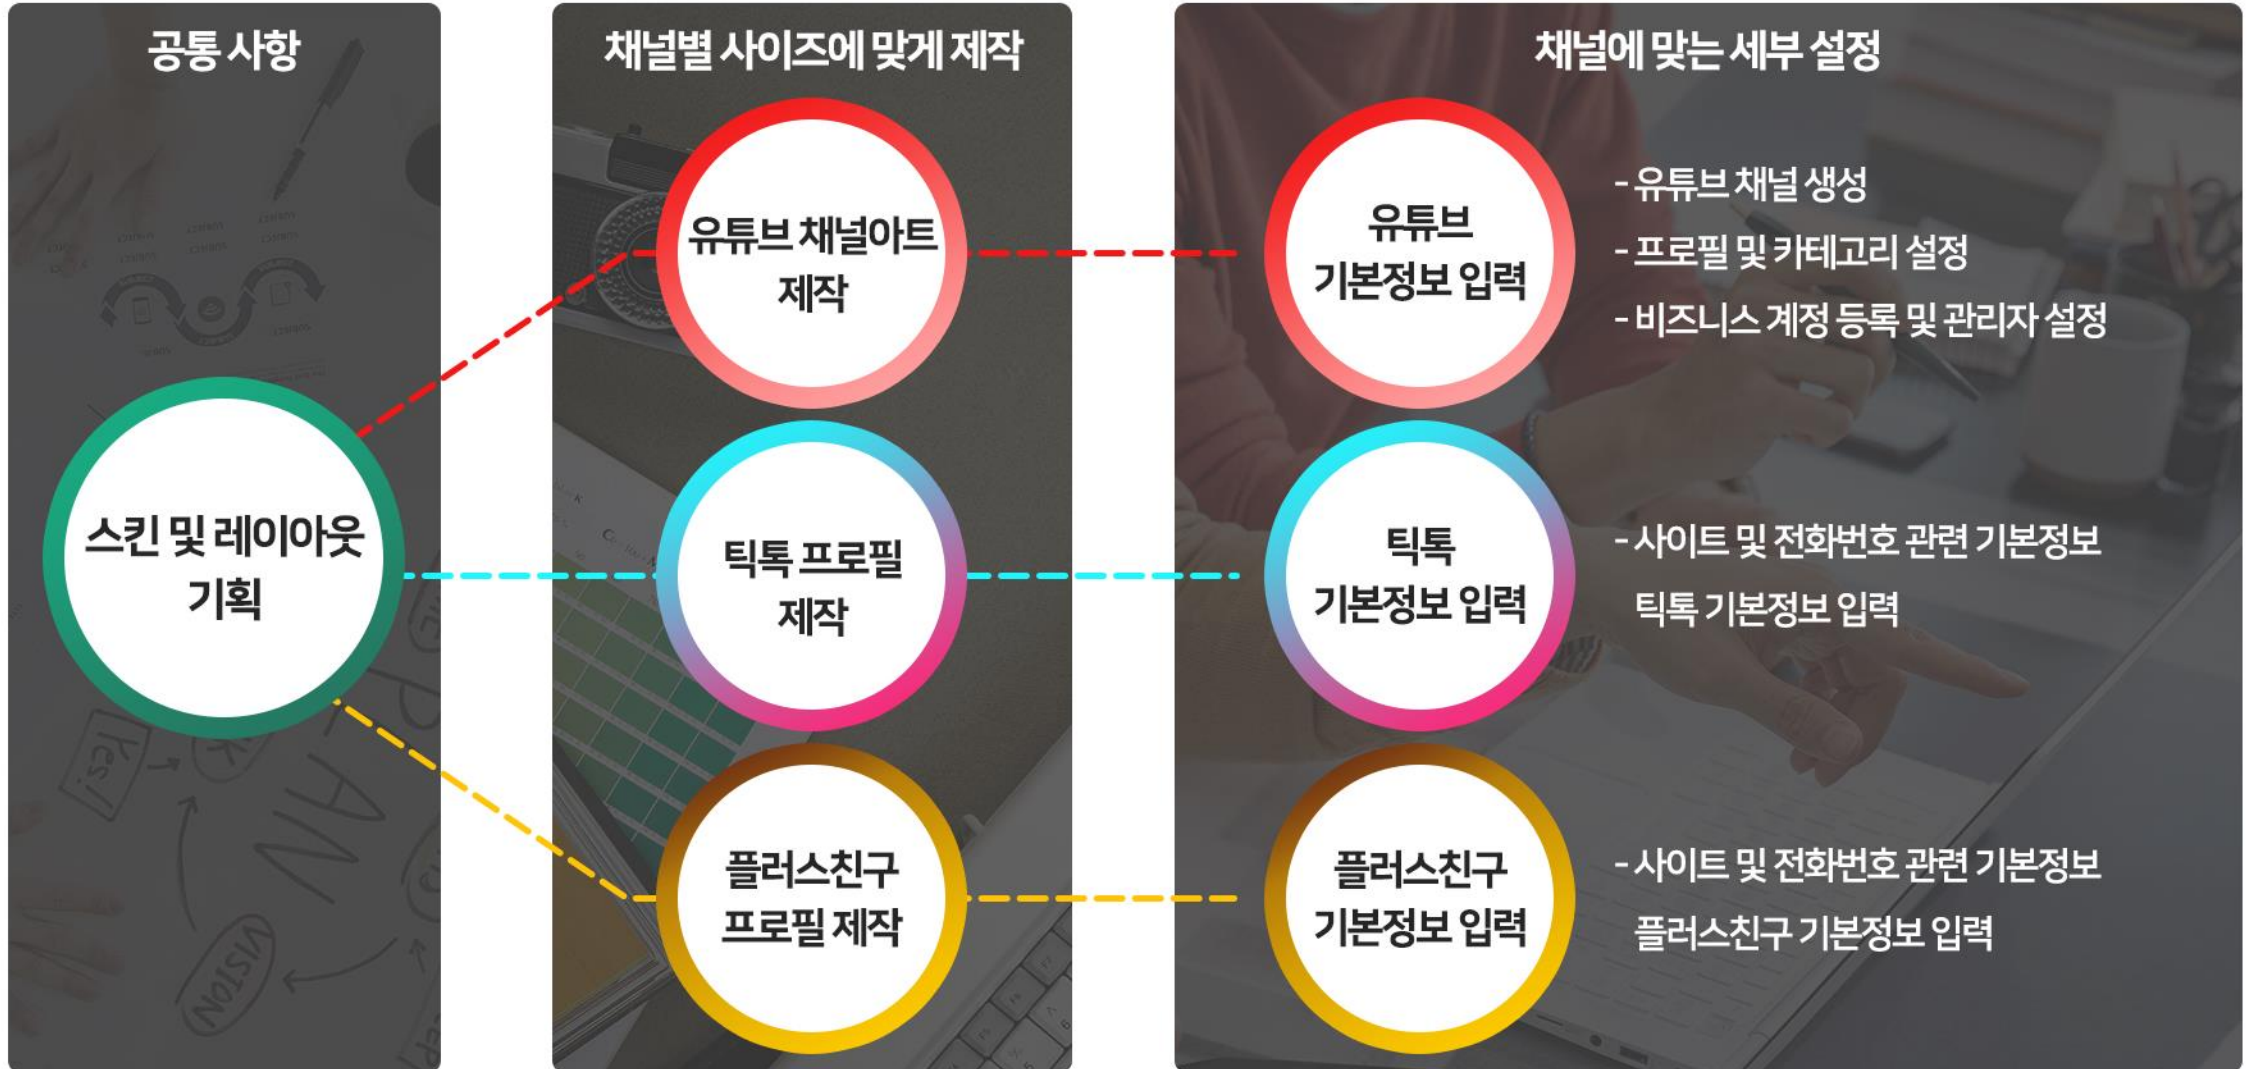 공통 사항
스킨 및 레이아웃
기획
채널별 사이즈에 맞게 제작
유튜브 채널아트
제작
틱톡 프로필
제작
플러스친구
프로필 제작
채널에 맞는 세부 설정
유튜브
기본정보 입력
- 유튜브 채널 생성
- 프로필 및 카테고리 설정
- 비즈니스 계정 등록 및 관리자 설정
틱톡
기본정보 입력
- 사이트 및 전화번호 관련 기본정보
틱톡 기본정보 입력
플러스친구
기본정보 입력
- 사이트 및 전화번호 관련 기본정보
플러스친구 기본정보 입력
Yes!
PLAN
VISION